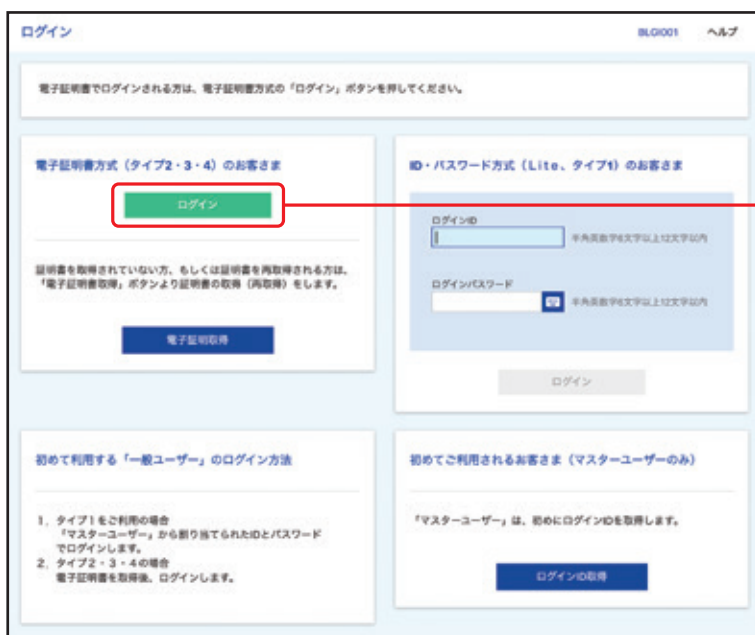 ログイン
BLGI001 ヘルプ
電子証明書でログインされる方は、電子証明書方式の「ログイン」ボタンを押してください。
電子証明書方式（タイプ2・3・4）のお客さま
ログイン
証明書を取得されていない方、もしくは証明書を再取得される方は、
「電子証明書取得」ボタンより証明書の取得（再取得）をします。
電子証明取得
ID・パスワード方式（Lite、タイプ1）のお客さま
ログインID
半角英数字6文字以上12文字以内
ログインパスワード
半角英数字6文字以上12文字以内
ログイン
初めて利用する「一般ユーザー」のログイン方法
1. タイプ1をご利用の場合
「マスターユーザー」から割り当てられたIDとパスワード
でログインします。
2. タイプ2・3・4の場合
電子証明書を取得後、ログインします。
初めてご利用されるお客さま（マスターユーザーのみ）
「マスターユーザー」は、初めにログインIDを取得します。
ログインID取得